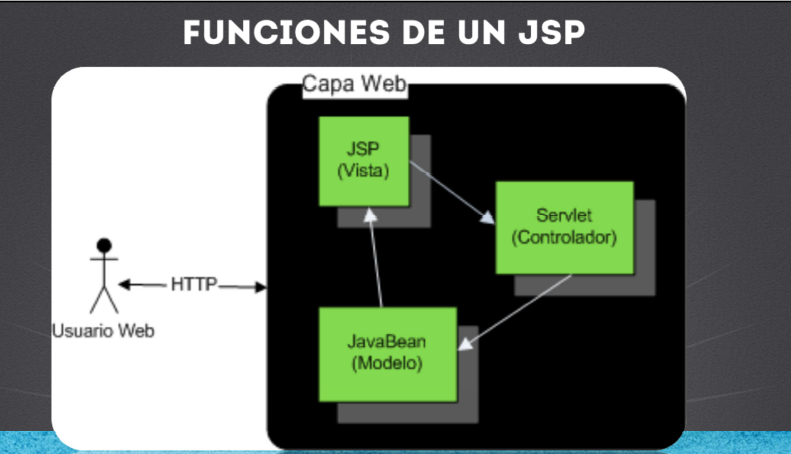 FUNCIONES DE UN JSP
Capa Web
JSP
(Vista)
Servlet
(Controlador)
HTTP
Usuario Web
JavaBean
(Modelo)